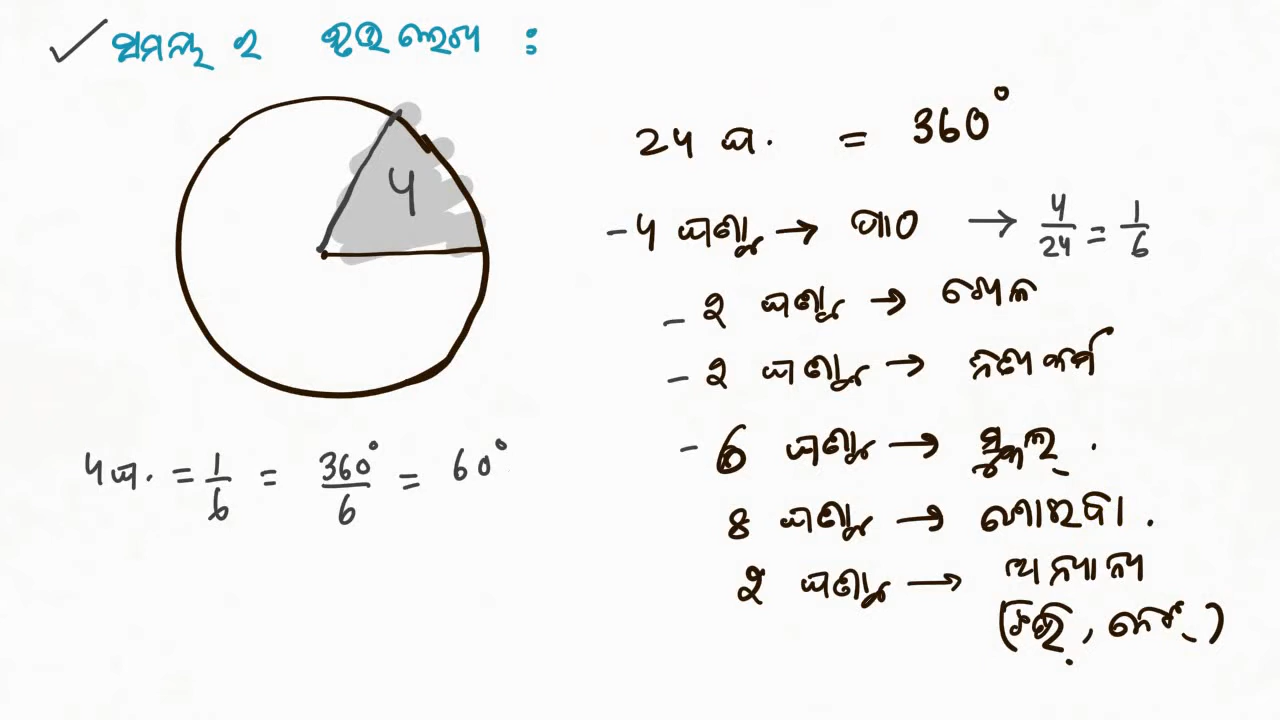 ସମୟ ର ବୃତ୍ତ ଲେଖ :
4
24 ଘ. = 360°
- 4 ଘଣ୍ଟା → ପାଠ → 4/24 = 1/6
- 2 ଘଣ୍ଟା → ଖେଳ
- 2 ଘଣ୍ଟା → ନିତ୍ୟକର୍ମ
- 6 ଘଣ୍ଟା → ସ୍କୁଲ୍ .
8 ଘଣ୍ଟା → ଶୋଇବା .
2 ଘଣ୍ଟା → ଅନ୍ୟାନ୍ୟ
4 ଘ. = 1/6 = 360°/6 = 60°